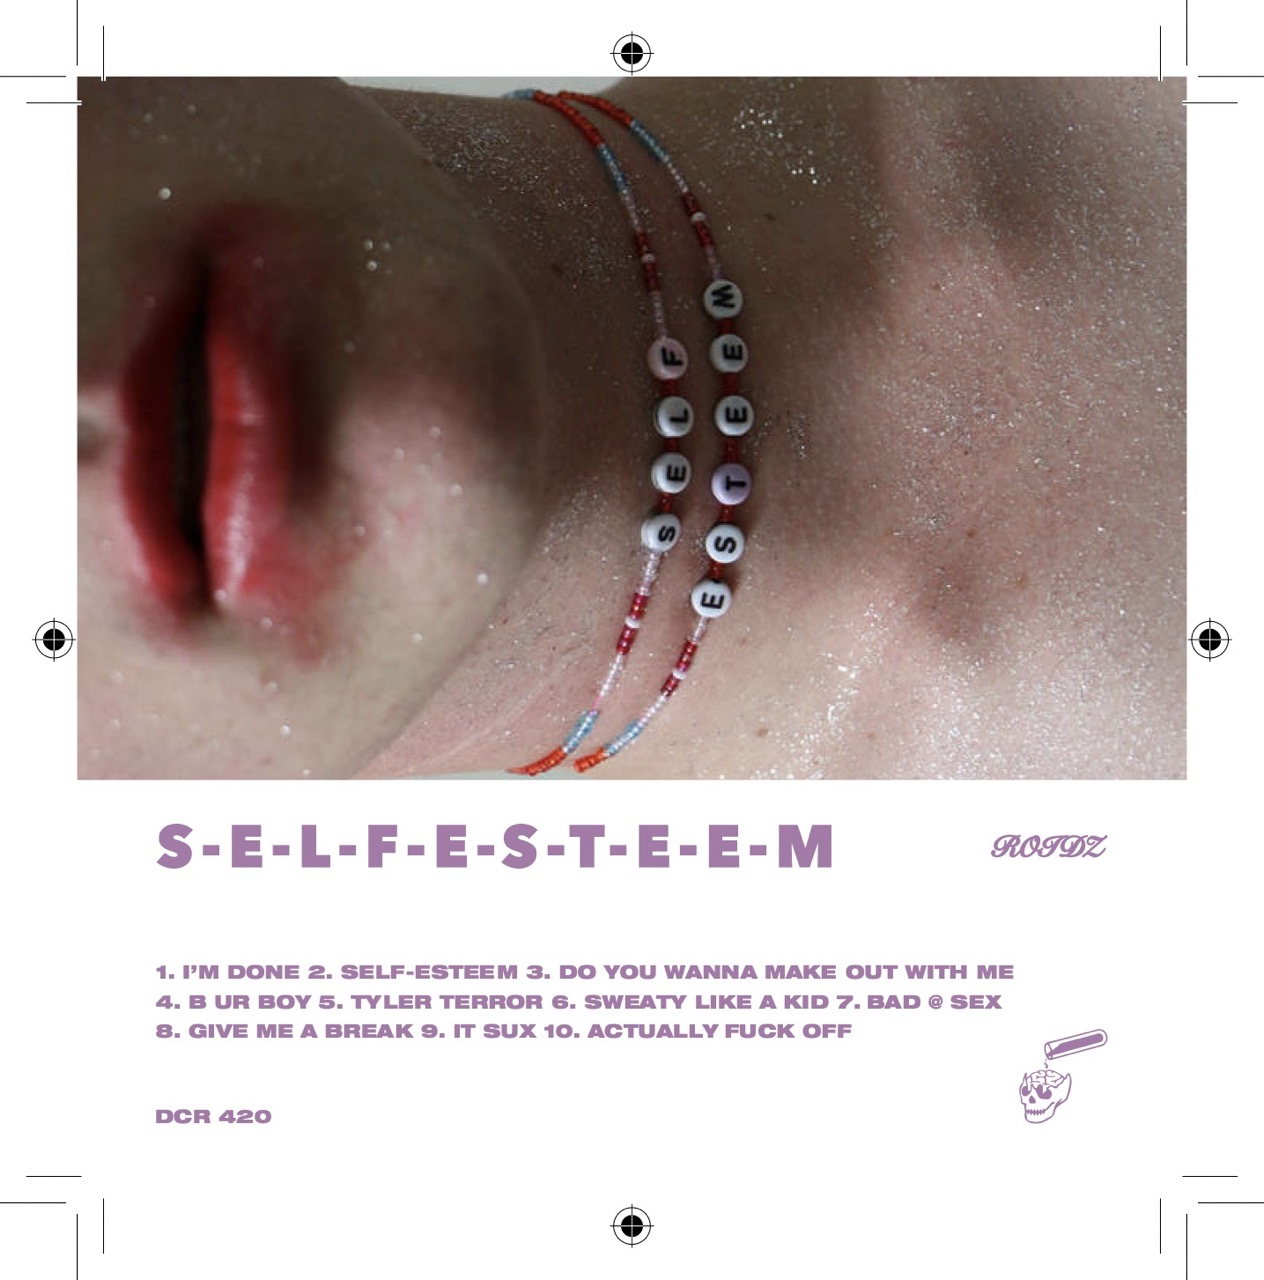 SELF
ESTEEM
S-E-L-F-E-S-T-E-E-M
ROIDZ
1. I'M DONE 2. SELF-ESTEEM 3. DO YOU WANNA MAKE OUT WITH ME
4. B UR BOY 5. TYLER TERROR 6. SWEATY LIKE A KID 7. BAD @ SEX
8. GIVE ME A BREAK 9. IT SUX 10. ACTUALLY FUCK OFF
DCR 420